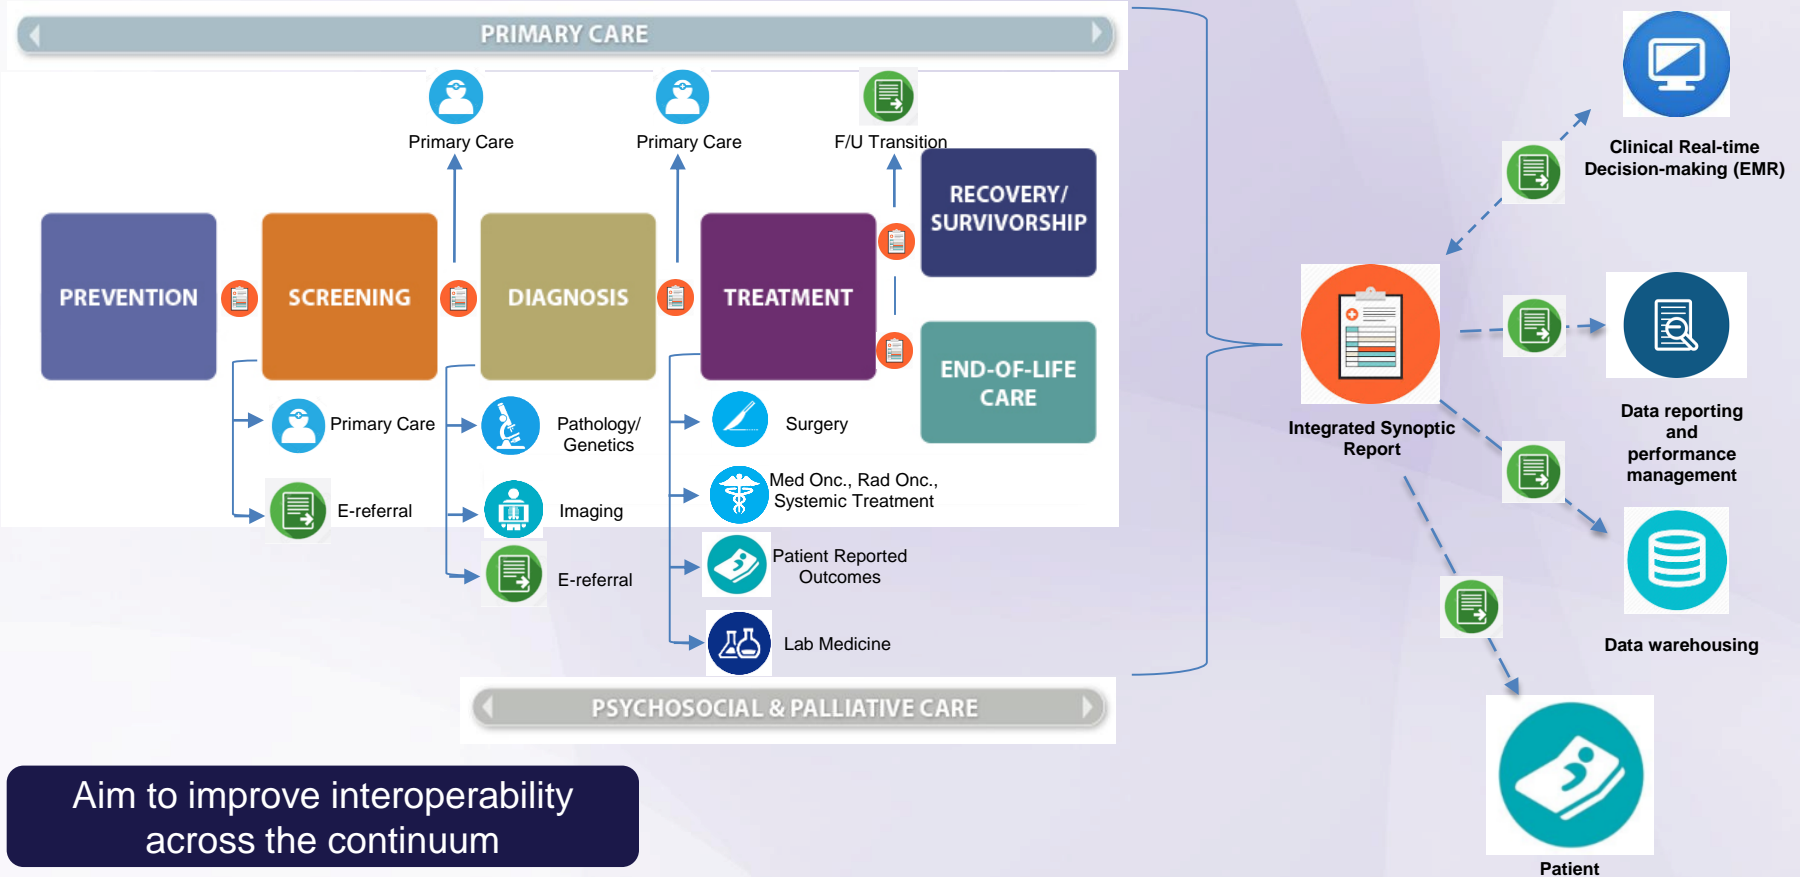 PRIMARY CARE
Primary Care
Primary Care
F/U Transition
PREVENTION
SCREENING
DIAGNOSIS
TREATMENT
RECOVERY/
SURVIVORSHIP
END-OF-LIFE
CARE
Primary Care
E-referral
Pathology/
Genetics
Imaging
E-referral
Surgery
Med Onc., Rad Onc.,
Systemic Treatment
Patient Reported
Outcomes
Lab Medicine
PSYCHOSOCIAL & PALLIATIVE CARE
Aim to improve interoperability
across the continuum
Integrated Synoptic
Report
Clinical Real-time
Decision-making (EMR)
Data reporting
and
performance
management
Data warehousing
Patient